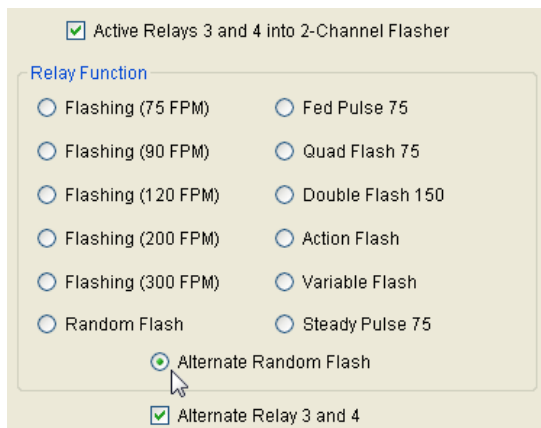 Active Relays 3 and 4 into 2-Channel Flasher
Relay Function
Flashing (75 FPM)
Fed Pulse 75
Flashing (90 FPM)
Quad Flash 75
Flashing (120 FPM)
Double Flash 150
Flashing (200 FPM)
Action Flash
Flashing (300 FPM)
Variable Flash
Random Flash
Steady Pulse 75
Alternate Random Flash
Alternate Relay 3 and 4